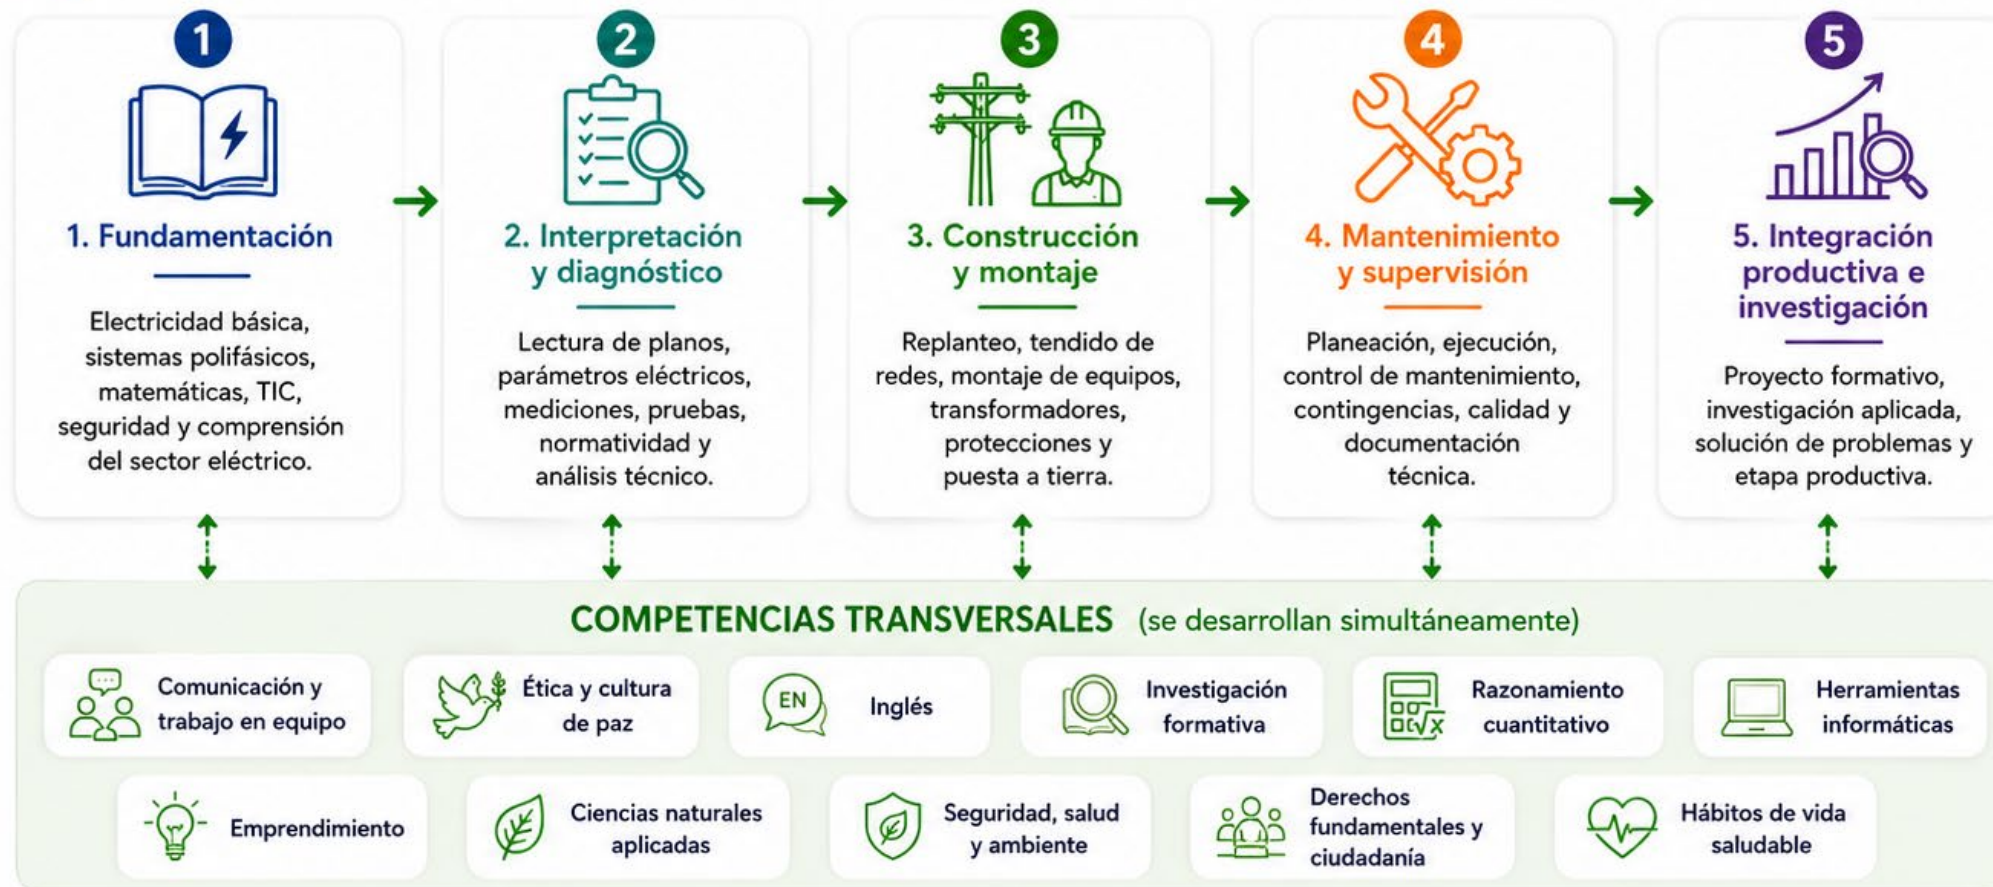 1
1. Fundamentación
Electricidad básica,
sistemas polifásicos,
matemáticas, TIC,
seguridad y comprensión
del sector eléctrico.
2
2. Interpretación
y diagnóstico
Lectura de planos,
parámetros eléctricos,
mediciones, pruebas,
normatividad y
análisis técnico.
3
3. Construcción
y montaje
Replanteo, tendido de
redes, montaje de equipos,
transformadores,
protecciones y
puesta a tierra.
4
4. Mantenimiento
y supervisión
Planeación, ejecución,
control de mantenimiento,
contingencias, calidad y
documentación
técnica.
5
5. Integración
productiva e
investigación
Proyecto formativo,
investigación aplicada,
solución de problemas y
etapa productiva.
COMPETENCIAS TRANSVERSALES (se desarrollan simultáneamente)
Comunicación y
trabajo en equipo
Ética y cultura
de paz
EN
Inglés
Investigación
formativa
√x
Razonamiento
cuantitativo
Herramientas
informáticas
Emprendimiento
Ciencias naturales
aplicadas
Seguridad, salud
y ambiente
Derechos
fundamentales y
ciudadanía
Hábitos de vida
saludable